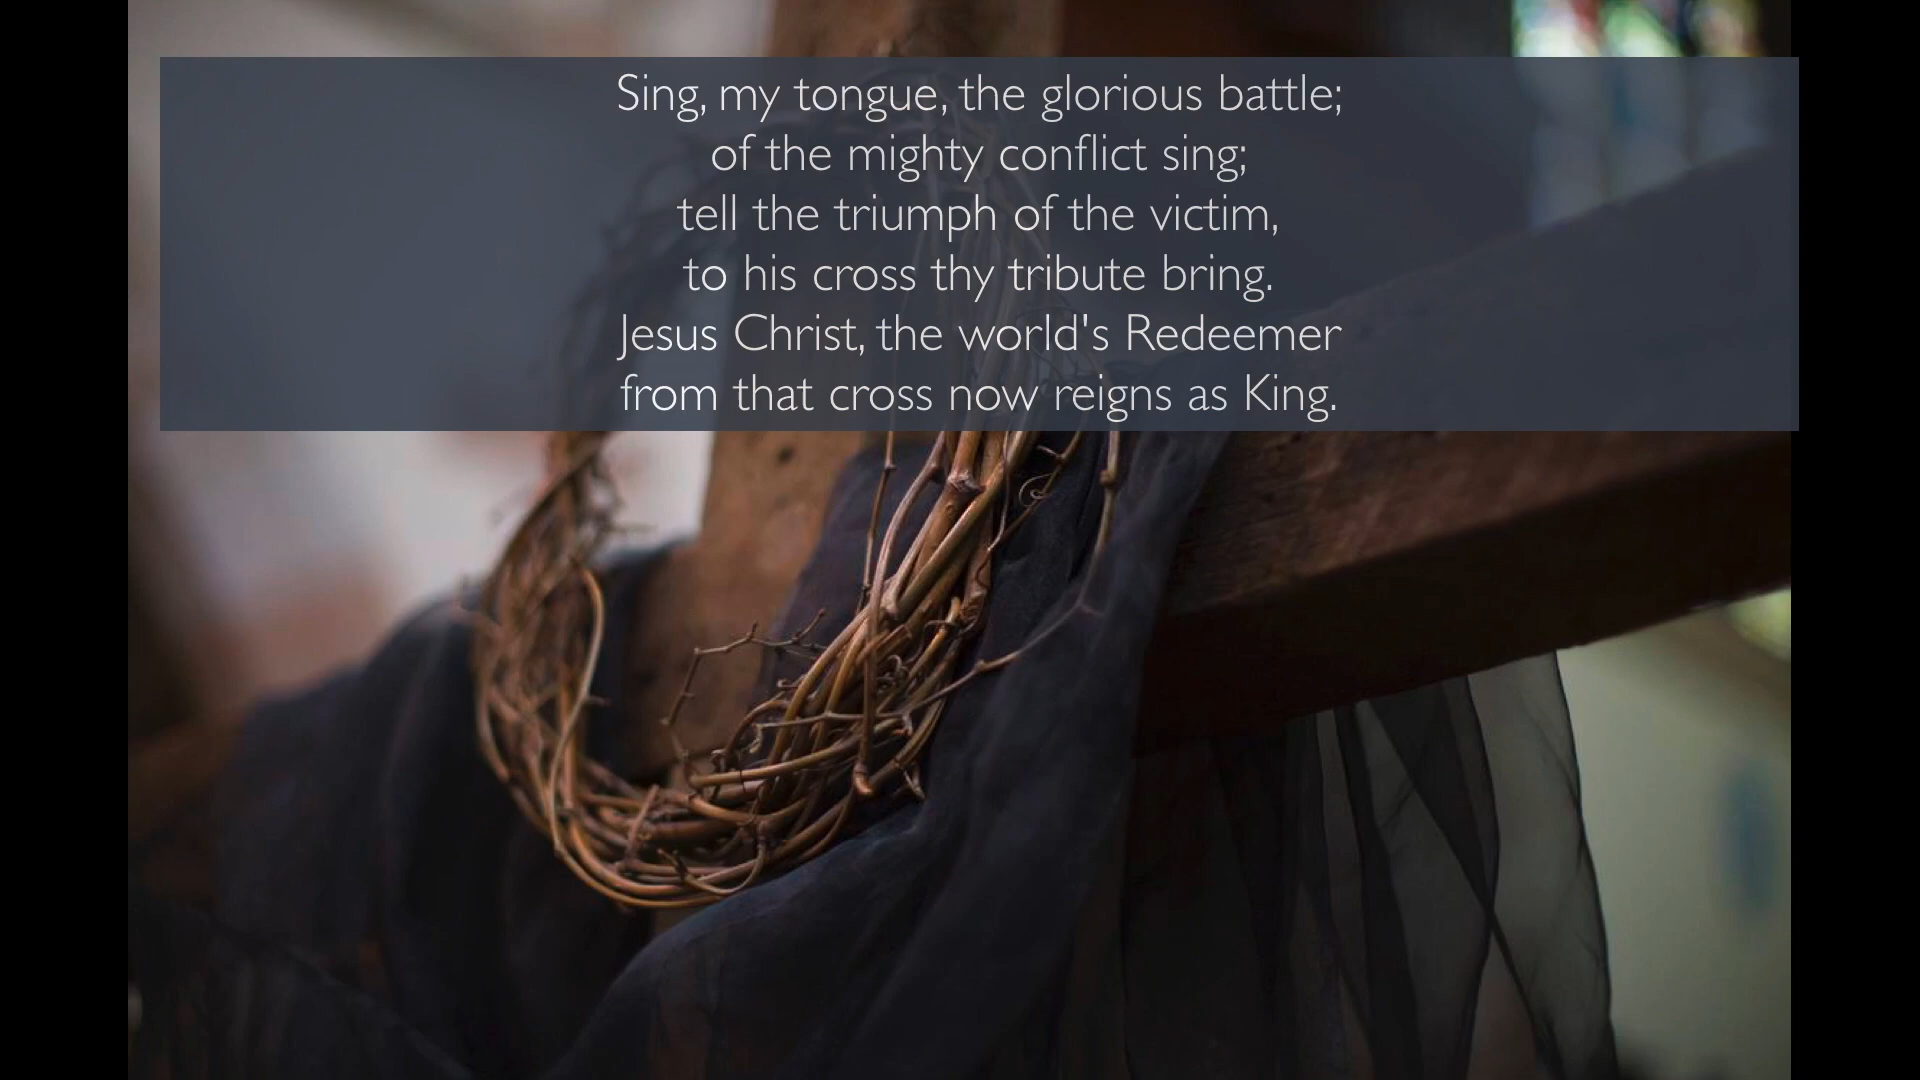 Sing, my tongue, the glorious battle;
of the mighty conflict sing;
tell the triumph of the victim,
to his cross thy tribute bring.
Jesus Christ, the world's Redeemer
from that cross now reigns as King.